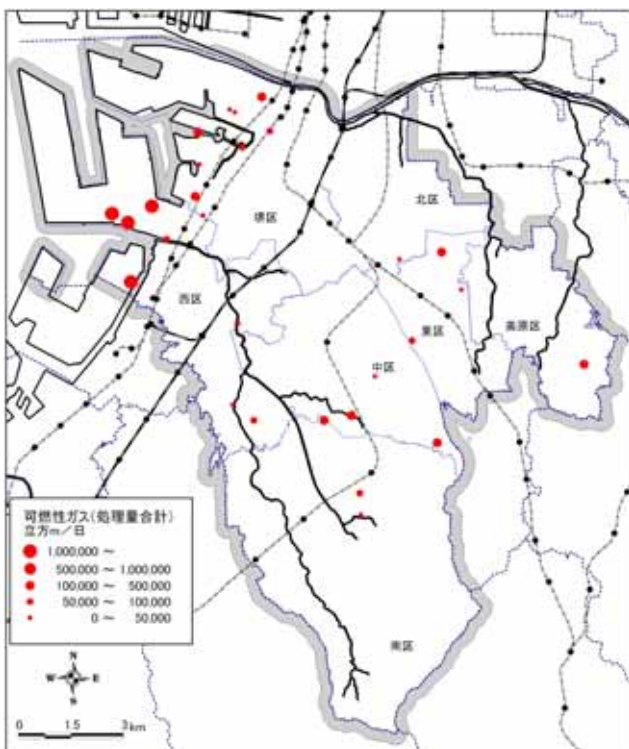 北区
堺区
西区
東区
美原区
中区
南区
可燃性ガス(処理量合計)
立方m/日
1,000,000 ~
500,000 ~ 1,000,000
100,000 ~ 500,000
50,000 ~ 100,000
0 ~ 50,000
N
W E
S
0 1.5 3km